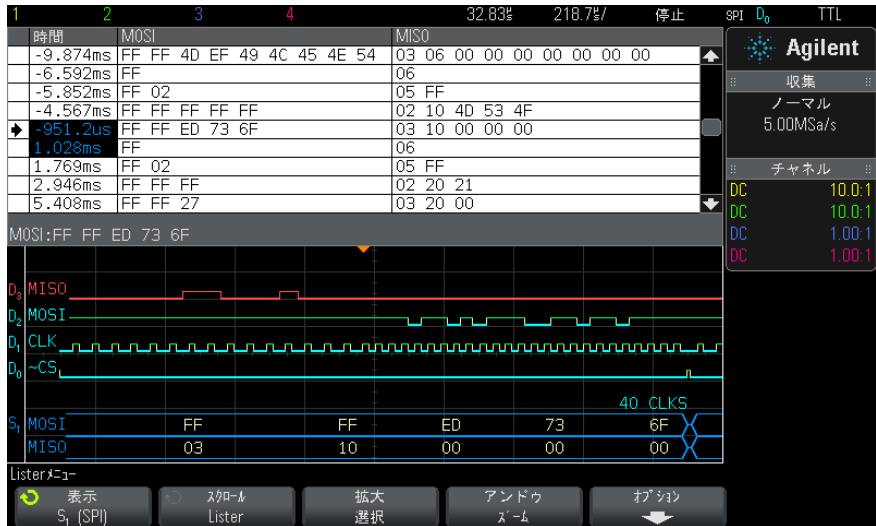 1 2 3 4 32.83㎲ 218.7㎲/ 停止 SPI D₀ TTL
時間 MOSI MISO
-9.874ms FF FF 4D EF 49 4C 45 4E 54 03 06 00 00 00 00 00 00 00
-6.592ms FF 06
-5.852ms FF 02 05 FF
-4.567ms FF FF FF FF FF 02 10 4D 53 4F
-951.2us FF FF ED 73 6F 03 10 00 00 00
1.028ms FF 06
1.769ms FF 02 05 FF
2.946ms FF FF FF 02 20 21
5.408ms FF FF 27 03 20 00
MOSI:FF FF ED 73 6F
Agilent
収集
ノーマル
5.00MSa/s
チャネル
DC 10.0:1
DC 10.0:1
DC 1.00:1
DC 1.00:1
D₃ MISO
D₂ MOSI
D₁ CLK
D₀ ~CS
40 CLKS
S₁ MOSI FF FF ED 73 6F
MISO 03 10 00 00 00
Listerメニュー
表示 スクロール 拡大 アンドゥ オプション
S₁ (SPI) Lister 選択 ズーム